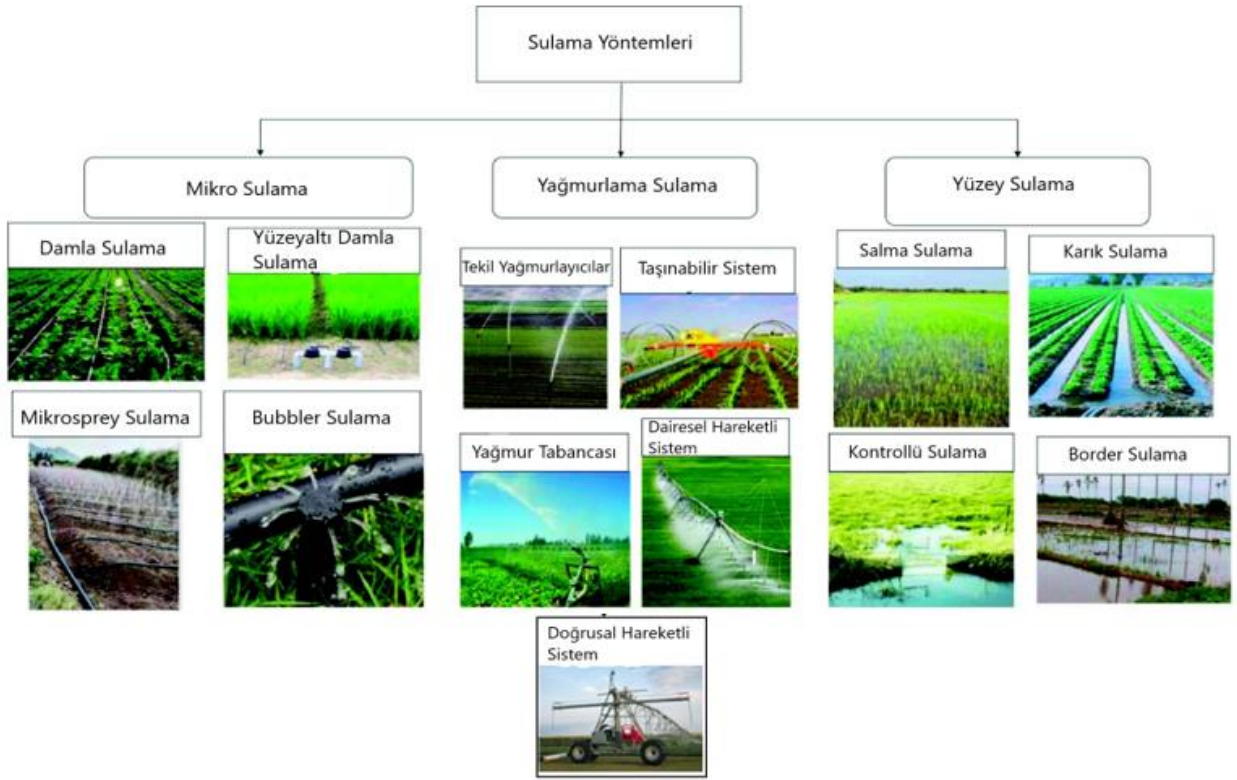 Sulama Yöntemleri
Mikro Sulama
Yağmurlama Sulama
Yüzey Sulama
Damla Sulama
Yüzeyaltı Damla
Sulama
Mikrosprey Sulama
Bubbler Sulama
Tekil Yağmurlayıcılar
Taşınabilir Sistem
Yağmur Tabancası
Dairesel Hareketli
Sistem
Doğrusal Hareketli
Sistem
Salma Sulama
Karık Sulama
Kontrollü Sulama
Border Sulama